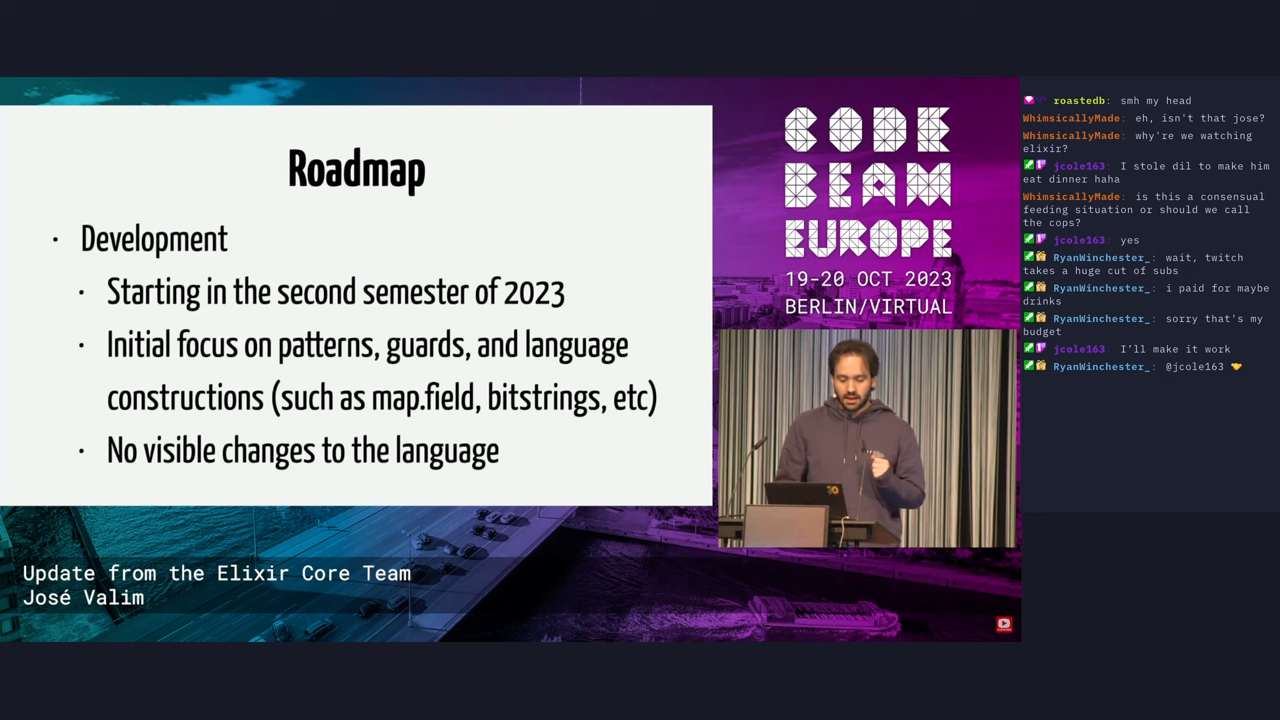 Roadmap
· Development
· Starting in the second semester of 2023
· Initial focus on patterns, guards, and language
constructions (such as map.field, bitstrings, etc)
· No visible changes to the language
Update from the Elixir Core Team
José Valim
CODE
BEAM
EUROPE
19-20 OCT 2023
BERLIN/VIRTUAL
roastedb: smh my head
WhimsicallyMade: eh, isn't that jose?
WhimsicallyMade: why're we watching
elixir?
jcole163: I stole dil to make him
eat dinner haha
WhimsicallyMade: is this a consensual
feeding situation or should we call
the cops?
jcole163: yes
RyanWinchester_: wait, twitch
takes a huge cut of subs
RyanWinchester_: i paid for maybe
drinks
RyanWinchester_: sorry that's my
budget
jcole163: I’ll make it work
RyanWinchester_: @jcole163 🤝